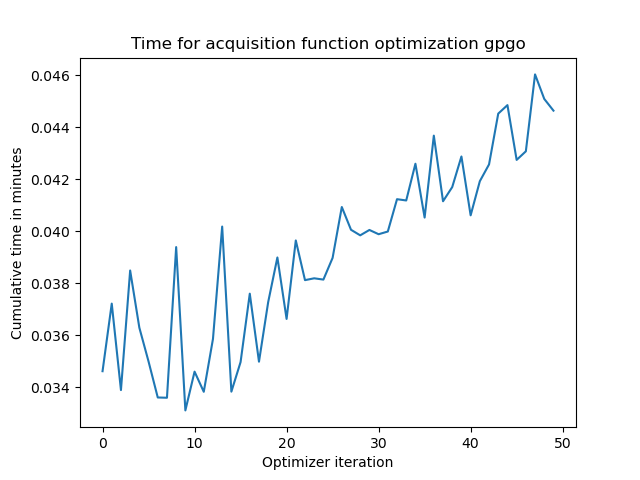 Time for acquisition function optimization gpgo
0.046
0.044
0.042
0.040
0.038
0.036
0.034
Cumulative time in minutes
0 10 20 30 40 50
Optimizer iteration